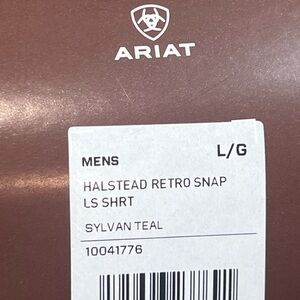 ARIAT
MENS L/G
HALSTEAD RETRO SNAP
LS SHRT
SYLVAN TEAL
10041776